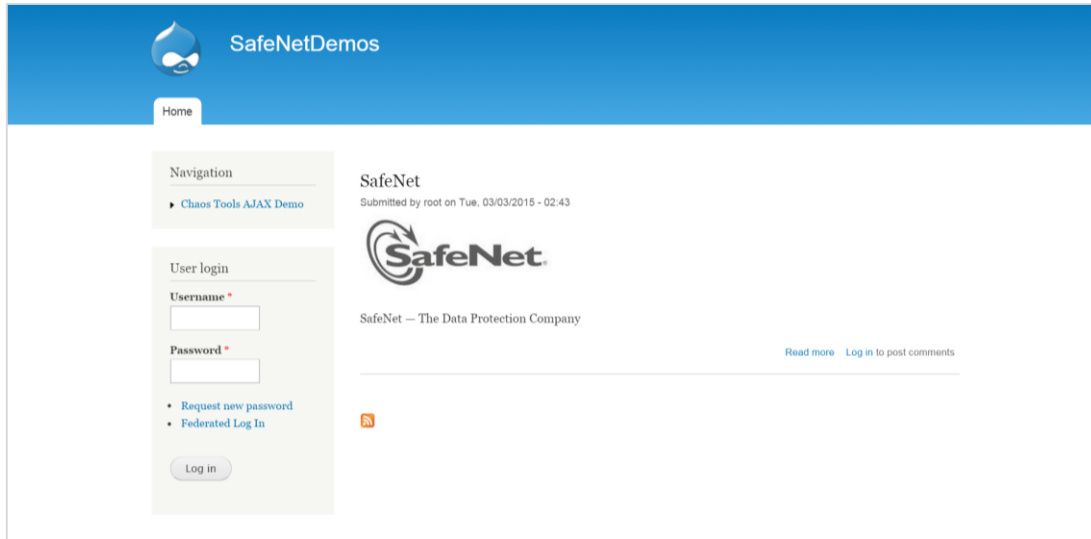 SafeNetDemos
Home
Navigation
Chaos Tools AJAX Demo
User login
Username *
Password *
Request new password
Federated Log In
Log in
SafeNet
Submitted by root on Tue, 03/03/2015 - 02:43
SafeNet
SafeNet — The Data Protection Company
Read more Log in to post comments